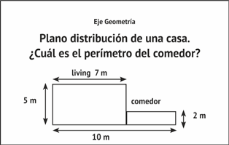 Eje Geometría
Plano distribución de una casa.
¿Cuál es el perímetro del comedor?
living 7 m
5 m
comedor
2 m
10 m